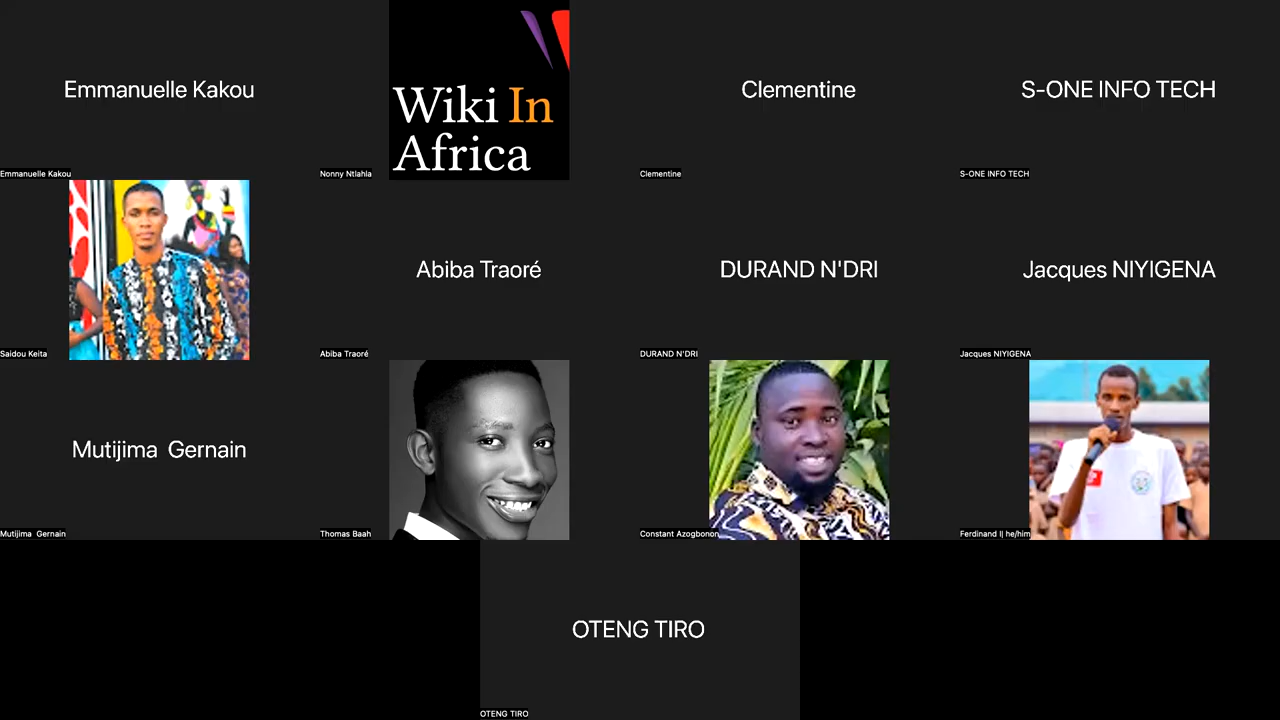 Emmanuelle Kakou
Emmanuelle Kakou
Wiki In
Africa
Nonny Ntlahla
Clementine
Clementine
S-ONE INFO TECH
S-ONE INFO TECH
Saidou Keita
Abiba Traoré
Abiba Traoré
DURAND N'DRI
DURAND N'DRI
Jacques NIYIGENA
Jacques NIYIGENA
Mutijima  Gernain
Mutijima  Gernain
Thomas Baah
Constant Azogbonon
Ferdinand I| he/him
OTENG TIRO
OTENG TIRO